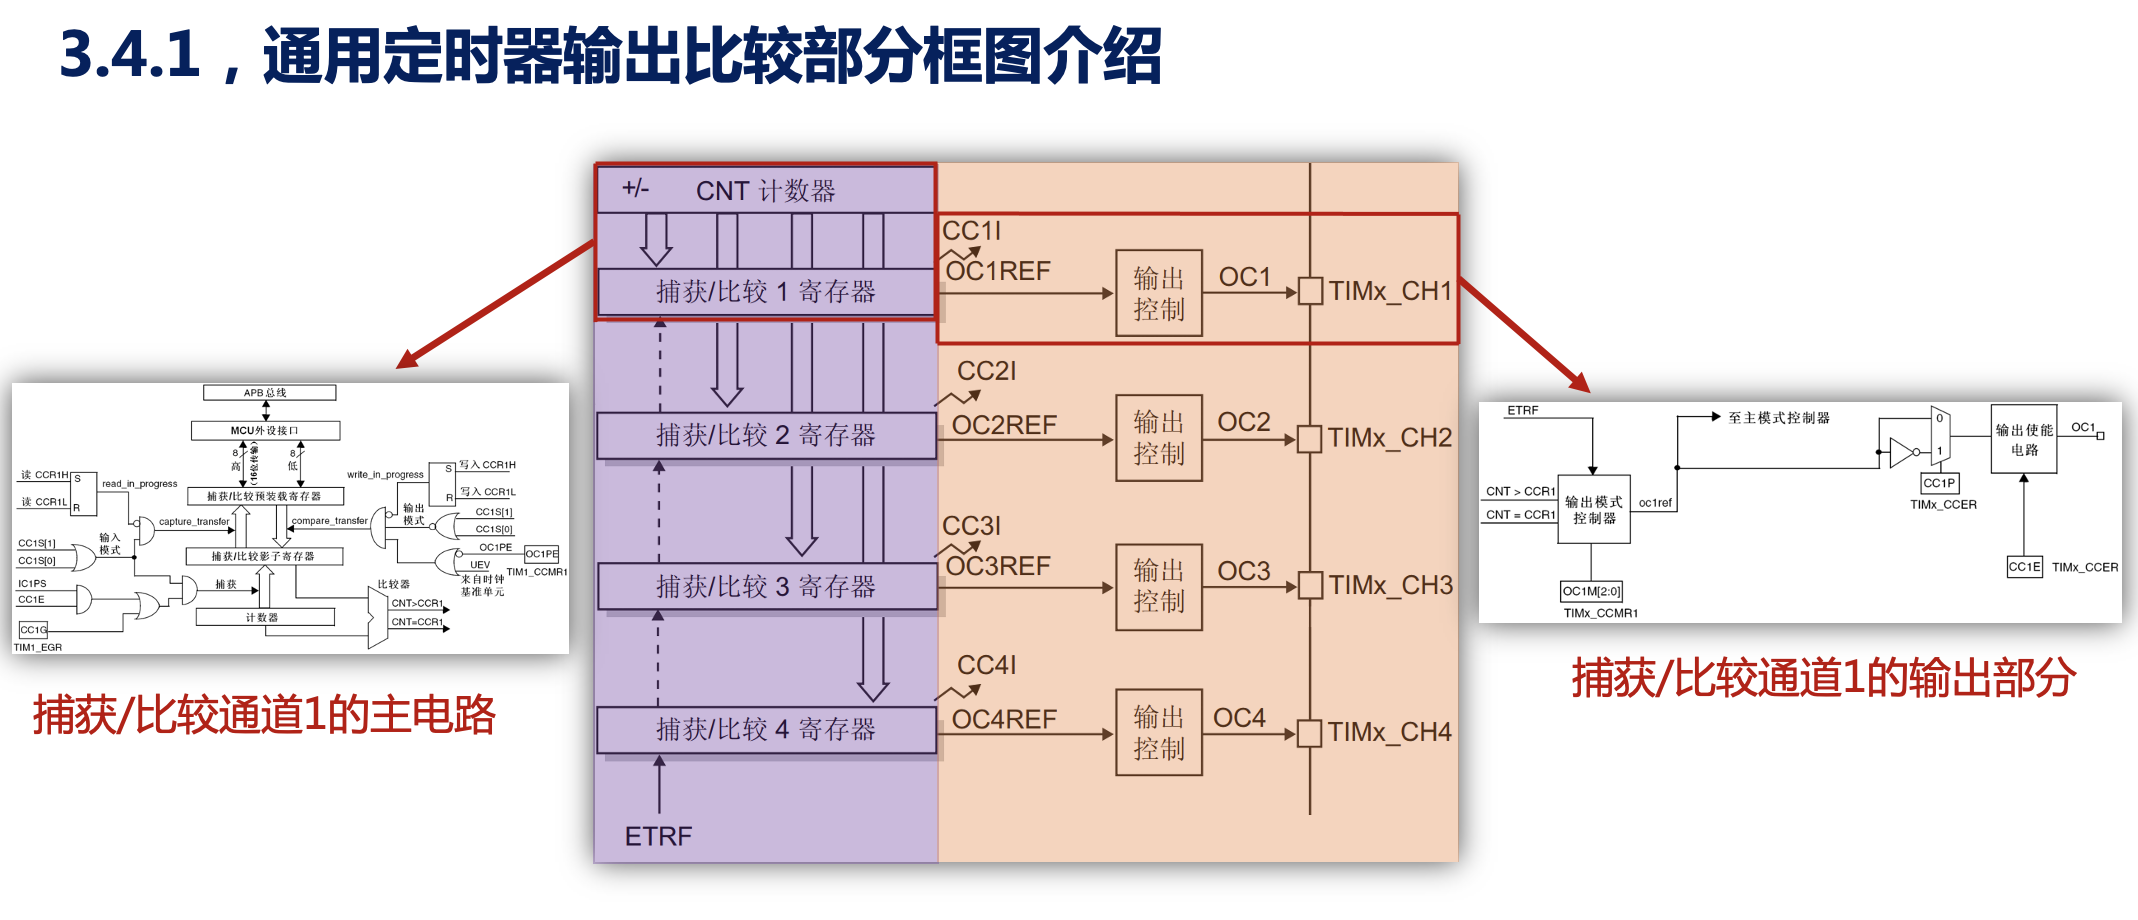 3.4.1，通用定时器输出比较部分框图介绍
+/- CNT 计数器
CC1I
OC1REF
捕获/比较 1 寄存器
输出
控制
OC1
TIMx_CH1
CC2I
OC2REF
捕获/比较 2 寄存器
输出
控制
OC2
TIMx_CH2
CC3I
OC3REF
捕获/比较 3 寄存器
输出
控制
OC3
TIMx_CH3
CC4I
OC4REF
捕获/比较 4 寄存器
输出
控制
OC4
TIMx_CH4
ETRF
APB总线
MCU外设接口
8
高
(16位传输)
8
低
读 CCR1H
读 CCR1L
S
R
read_in_progress
write_in_progress
S
R
写入 CCR1H
写入 CCR1L
捕获/比较预装载寄存器
capture_transfer
compare_transfer
输出
模式
CC1S[1]
CC1S[0]
CC1S[1]
CC1S[0]
输入
模式
捕获/比较影子寄存器
OC1PE
OC1PE
UEV
TIM1_CCMR1
来自时钟
基准单元
IC1PS
CC1E
捕获
比较器
计数器
CNT>CCR1
CNT=CCR1
CC1G
TIM1_EGR
捕获/比较通道1的主电路
ETRF
至主模式控制器
0
1
输出使能
电路
OC1
CNT > CCR1
CNT = CCR1
输出模式
控制器
oc1ref
CC1P
TIMx_CCER
CC1E
TIMx_CCER
OC1M[2:0]
TIMx_CCMR1
捕获/比较通道1的输出部分